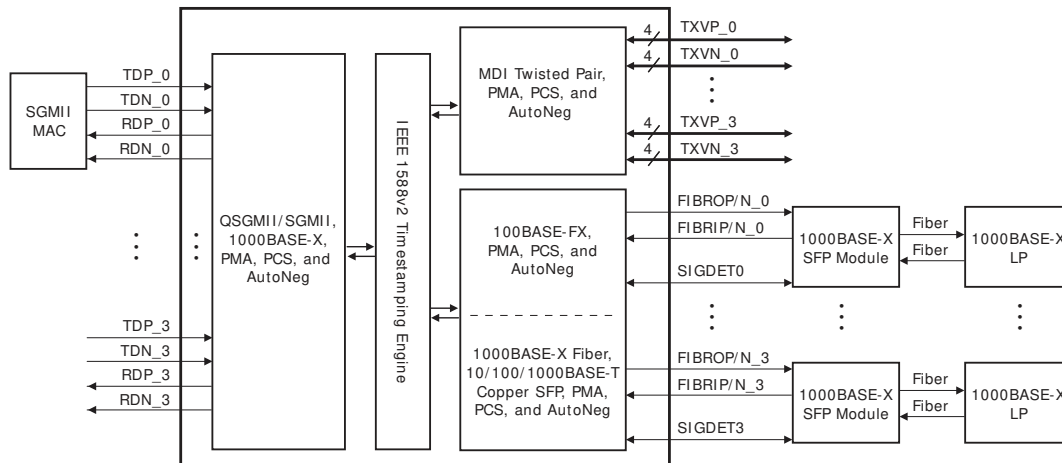 TDP_0
TDN_0
RDP_0
RDN_0
SGMII
MAC
TDP_3
TDN_3
RDP_3
RDN_3
QSGMII/SGMII,
1000BASE-X,
PMA, PCS, and
AutoNeg
IEEE 1588v2 Timestamping Engine
MDI Twisted Pair,
PMA, PCS, and
AutoNeg
4
TXVP_0
4
TXVN_0
4
TXVP_3
4
TXVN_3
100BASE-FX,
PMA, PCS, and
AutoNeg
1000BASE-X Fiber,
10/100/1000BASE-T
Copper SFP, PMA,
PCS, and AutoNeg
FIBROP/N_0
FIBRIP/N_0
SIGDET0
1000BASE-X
SFP Module
Fiber
Fiber
1000BASE-X
LP
FIBROP/N_3
FIBRIP/N_3
SIGDET3
1000BASE-X
SFP Module
Fiber
Fiber
1000BASE-X
LP